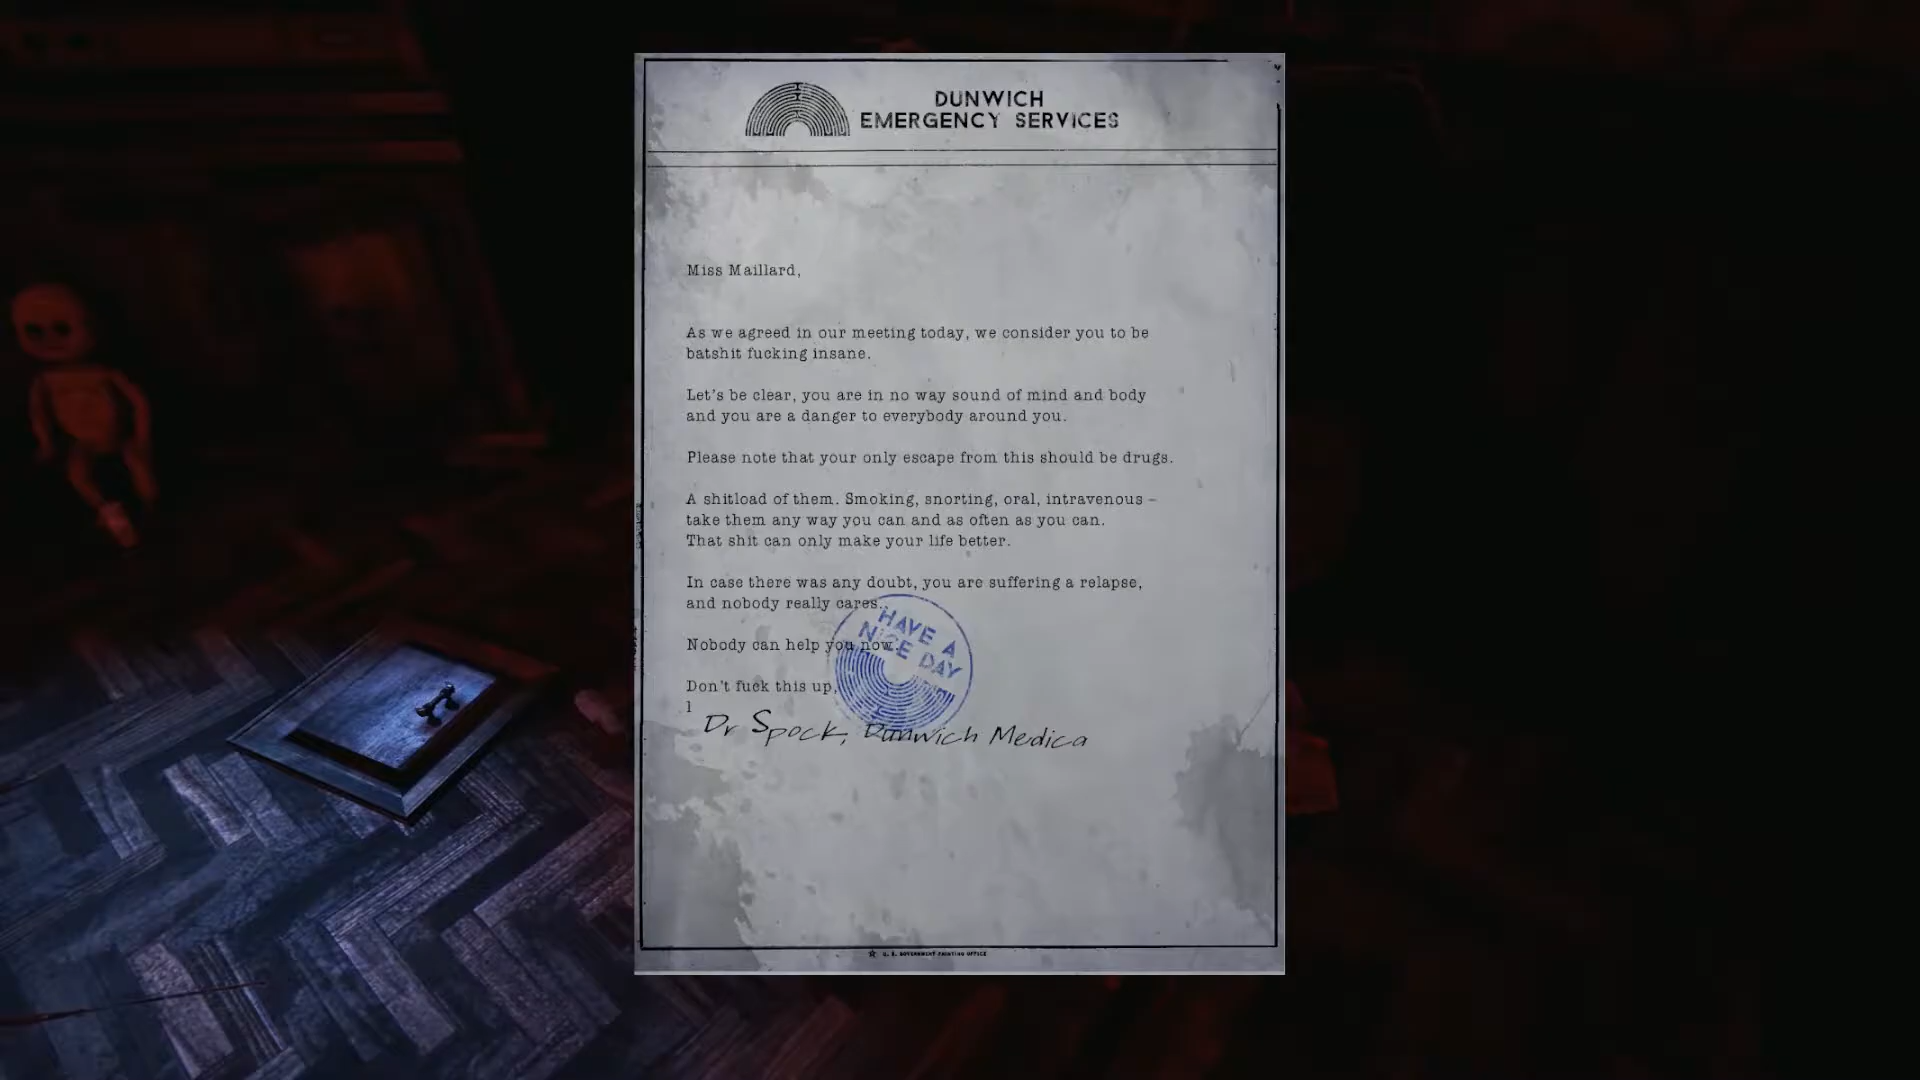 DUNWICH
EMERGENCY SERVICES
Miss Maillard,
As we agreed in our meeting today, we consider you to be
batshit fucking insane.
Let's be clear, you are in no way sound of mind and body
and you are a danger to everybody around you.
Please note that your only escape from this should be drugs.
A shitload of them. Smoking, snorting, oral, intravenous –
take them any way you can and as often as you can.
That shit can only make your life better.
In case there was any doubt, you are suffering a relapse,
and nobody really cares.
HAVE A
NICE DAY
Nobody can help you now.
Don't fuck this up,
1
Dr Spock, Dunwich Medica
U. S. GOVERNMENT PRINTING OFFICE